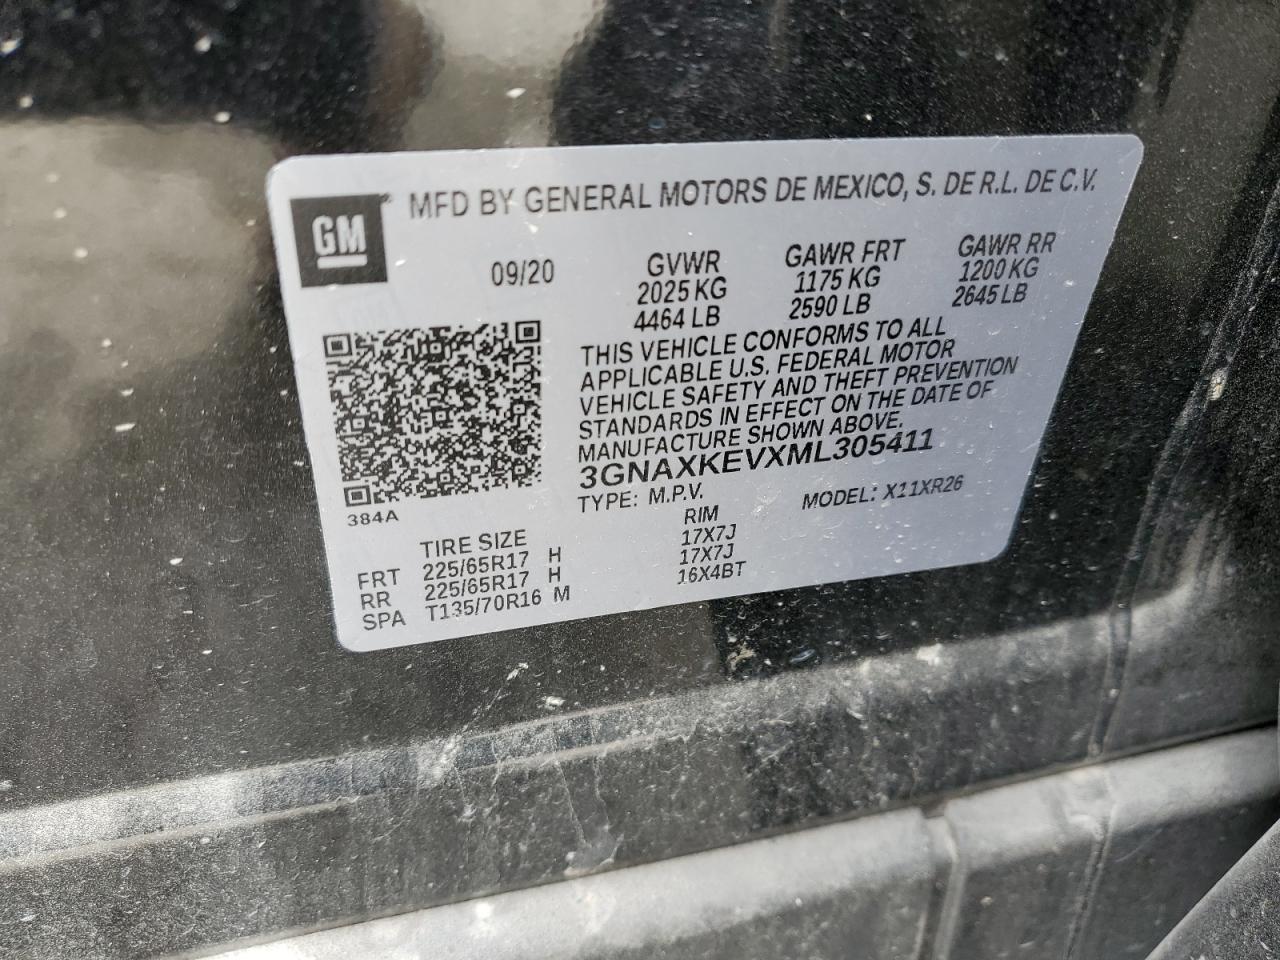 GM® MFD BY GENERAL MOTORS DE MEXICO, S. DE R.L. DE C.V.
09/20
GVWR GAWR FRT GAWR RR
2025 KG 1175 KG 1200 KG
4464 LB 2590 LB 2645 LB
THIS VEHICLE CONFORMS TO ALL
APPLICABLE U.S. FEDERAL MOTOR
VEHICLE SAFETY AND THEFT PREVENTION
STANDARDS IN EFFECT ON THE DATE OF
MANUFACTURE SHOWN ABOVE.
3GNAXKEVXML305411
TYPE: M.P.V. MODEL: X11XR26
384A
TIRE SIZE RIM
FRT 225/65R17 H 17X7J
RR 225/65R17 H 17X7J
SPA T135/70R16 M 16X4BT